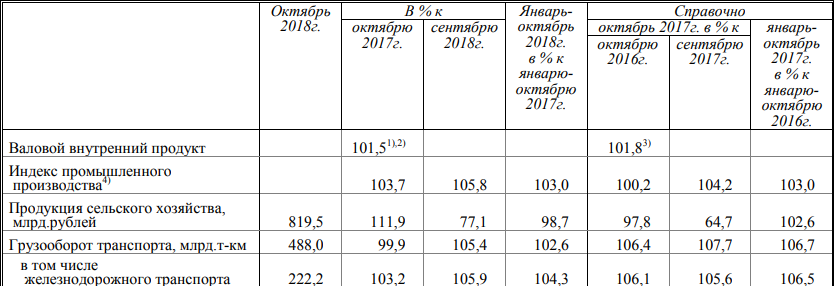 Октябрь 2018г. | В % к | Январь-октябрь 2018г. в % к январю-октябрю 2017г. | Справочно
октябрю 2017г. | сентябрю 2018г. | октябрь 2017г. в % к | январь-октябрь 2017г. в % к январю-октябрю 2016г.
октябрю 2016г. | сентябрю 2017г.
Валовой внутренний продукт | 101,5¹⁾,²⁾ | 101,8³⁾
Индекс промышленного
производства⁴⁾ | 103,7 | 105,8 | 103,0 | 100,2 | 104,2 | 103,0
Продукция сельского хозяйства,
млрд.рублей | 819,5 | 111,9 | 77,1 | 98,7 | 97,8 | 64,7 | 102,6
Грузооборот транспорта, млрд.т-км | 488,0 | 99,9 | 105,4 | 102,6 | 106,4 | 107,7 | 106,7
в том числе
железнодорожного транспорта | 222,2 | 103,2 | 105,9 | 104,3 | 106,1 | 105,6 | 106,5